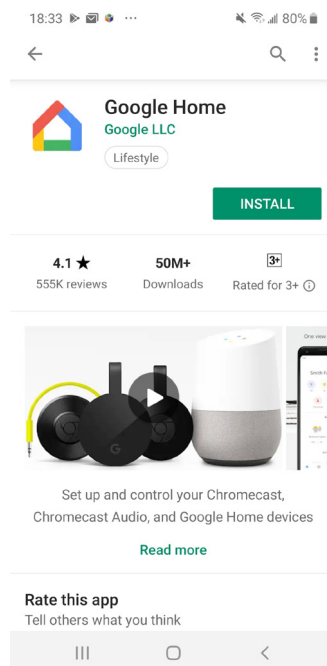 18:33 80%
Google Home
Google LLC
Lifestyle
INSTALL
4.1 ★ 50M+ 3+
555K reviews Downloads Rated for 3+
G
Set up and control your Chromecast,
Chromecast Audio, and Google Home devices
Read more
Rate this app
Tell others what you think